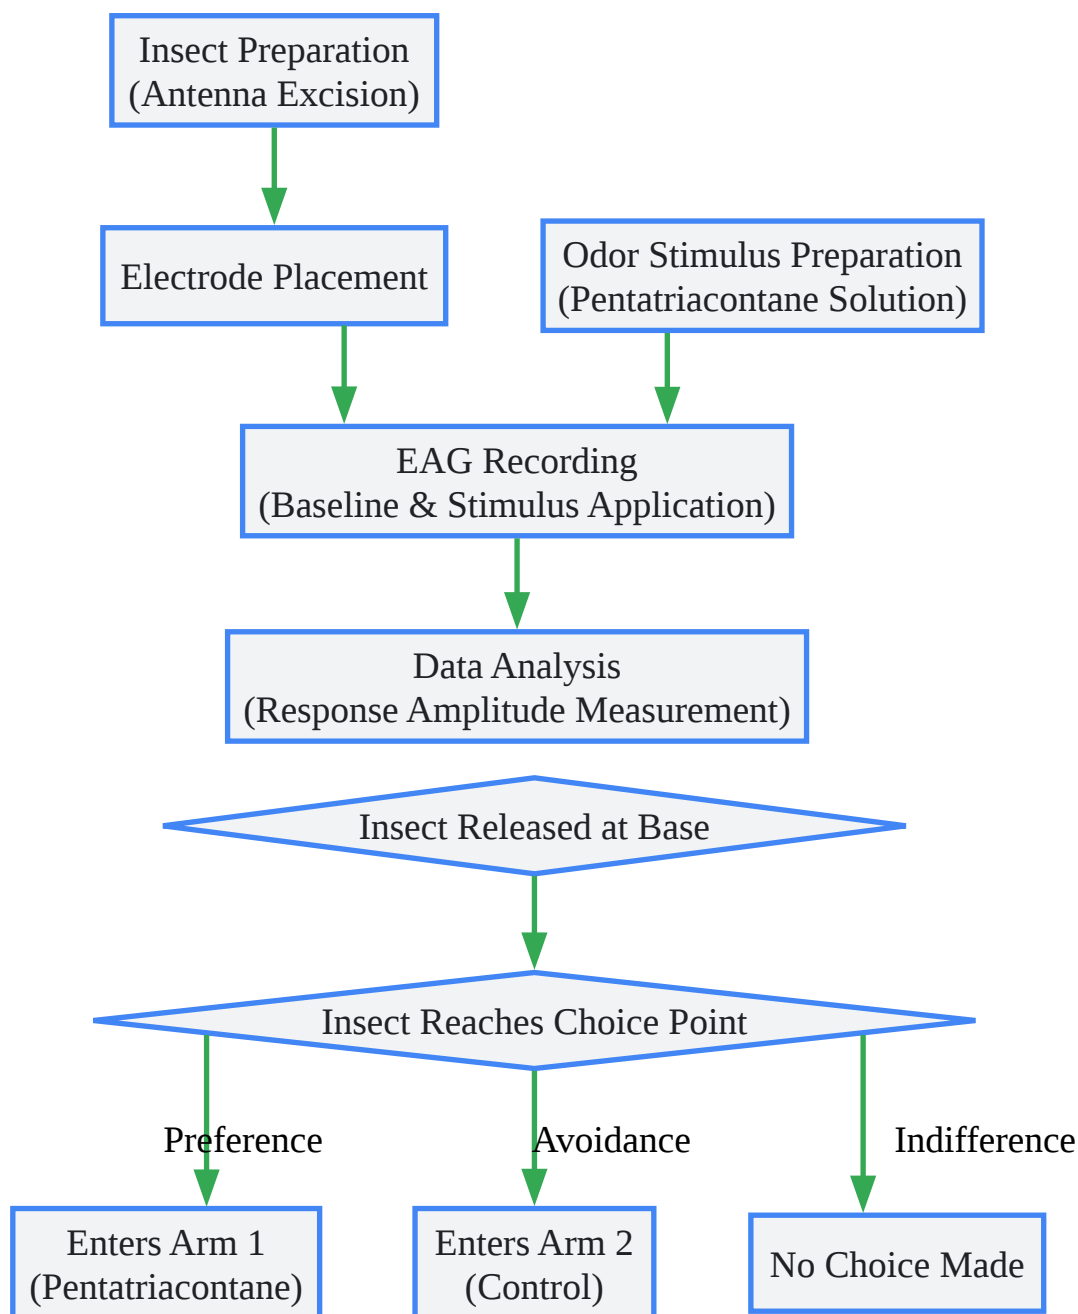 Insect Preparation
(Antenna Excision)
Electrode Placement
Odor Stimulus Preparation
(Pentatriacontane Solution)
EAG Recording
(Baseline & Stimulus Application)
Data Analysis
(Response Amplitude Measurement)
Insect Released at Base
Insect Reaches Choice Point
Preference
Avoidance
Indifference
Enters Arm 1
(Pentatriacontane)
Enters Arm 2
(Control)
No Choice Made